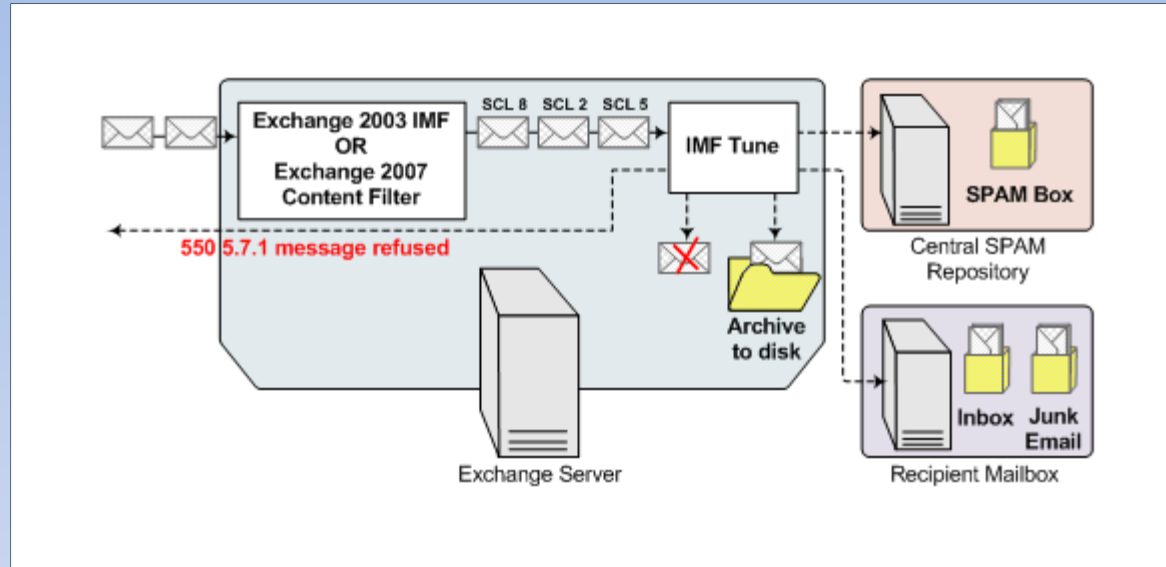 SCL 8
SCL 2
SCL 5
Exchange 2003 IMF
OR
Exchange 2007
Content Filter
IMF Tune
SPAM Box
Central SPAM
Repository
550 5.7.1 message refused
Archive
to disk
Inbox
Junk
Email
Exchange Server
Recipient Mailbox